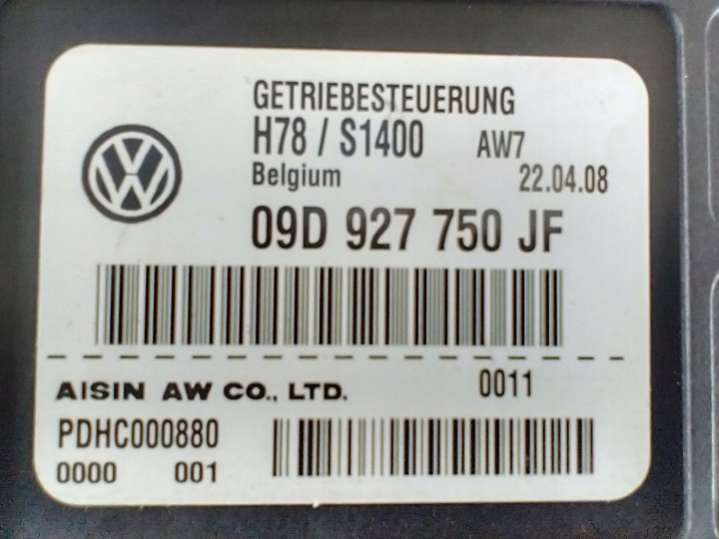 GETRIEBESTEUERUNG
H78 / S1400 AW7
Belgium 22.04.08
09D 927 750 JF
AISIN AW CO., LTD. 0011
PDHC000880
0000 001